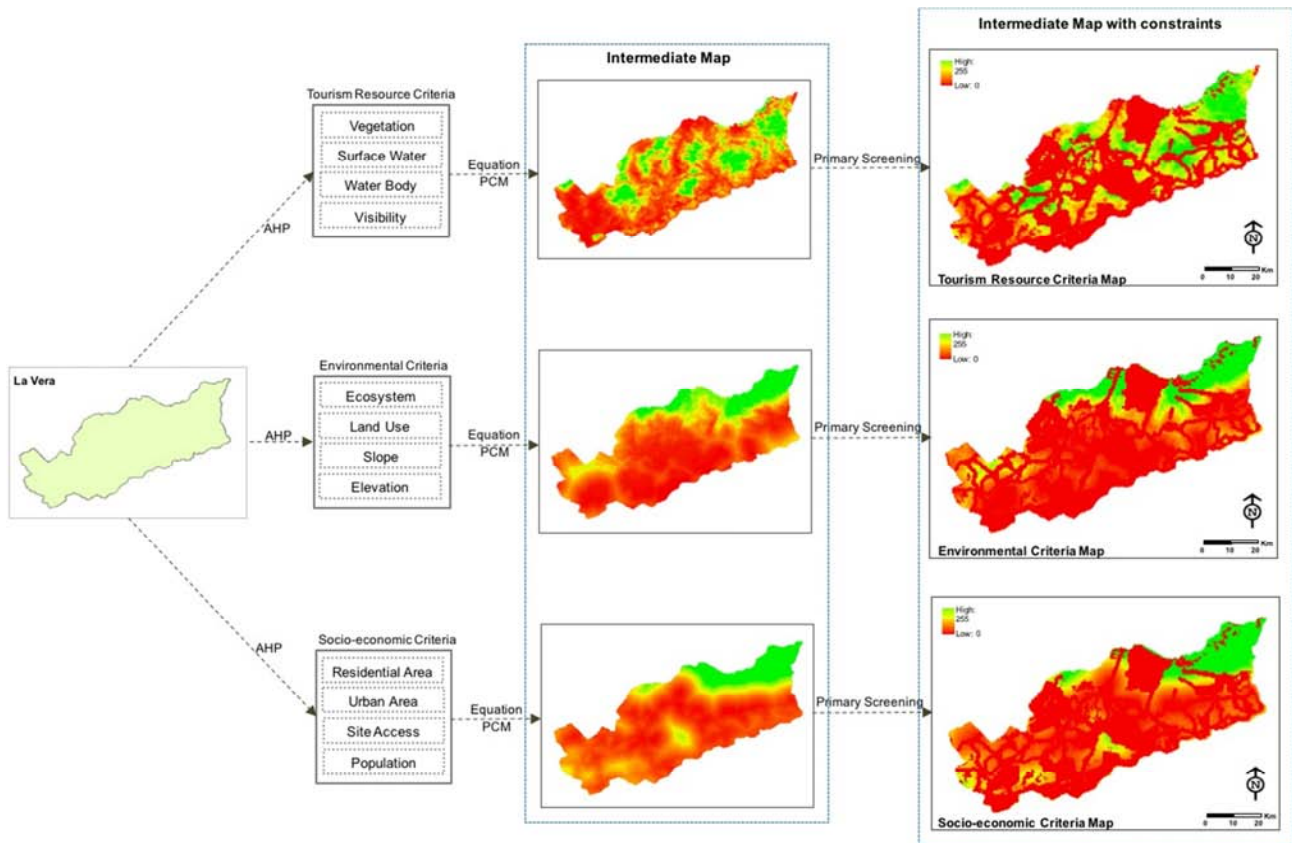 Intermediate Map with constraints
Intermediate Map
High:
255
Low: 0
Tourism Resource Criteria
Vegetation
Surface Water
Water Body
Visibility
AHP
Equation
PCM
Primary Screening
N
Km
0 10 20
Tourism Resource Criteria Map
La Vera
AHP
Environmental Criteria
Ecosystem
Land Use
Slope
Elevation
Equation
PCM
Primary Screening
High:
255
Low: 0
N
Km
0 10 20
Environmental Criteria Map
AHP
Socio-economic Criteria
Residential Area
Urban Area
Site Access
Population
Equation
PCM
Primary Screening
High:
255
Low: 0
N
Km
0 10 20
Socio-economic Criteria Map